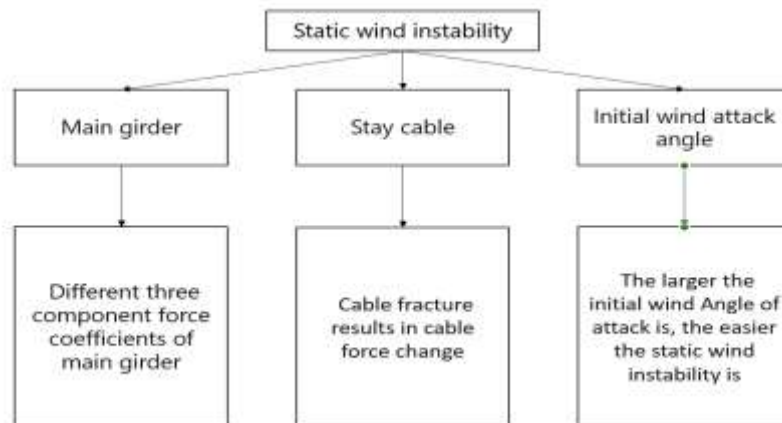 Static wind instability
Main girder
Stay cable
Initial wind attack
angle
Different three
component force
coefficients of
main girder
Cable fracture
results in cable
force change
The larger the
initial wind Angle of
attack is, the easier
the static wind
instability is